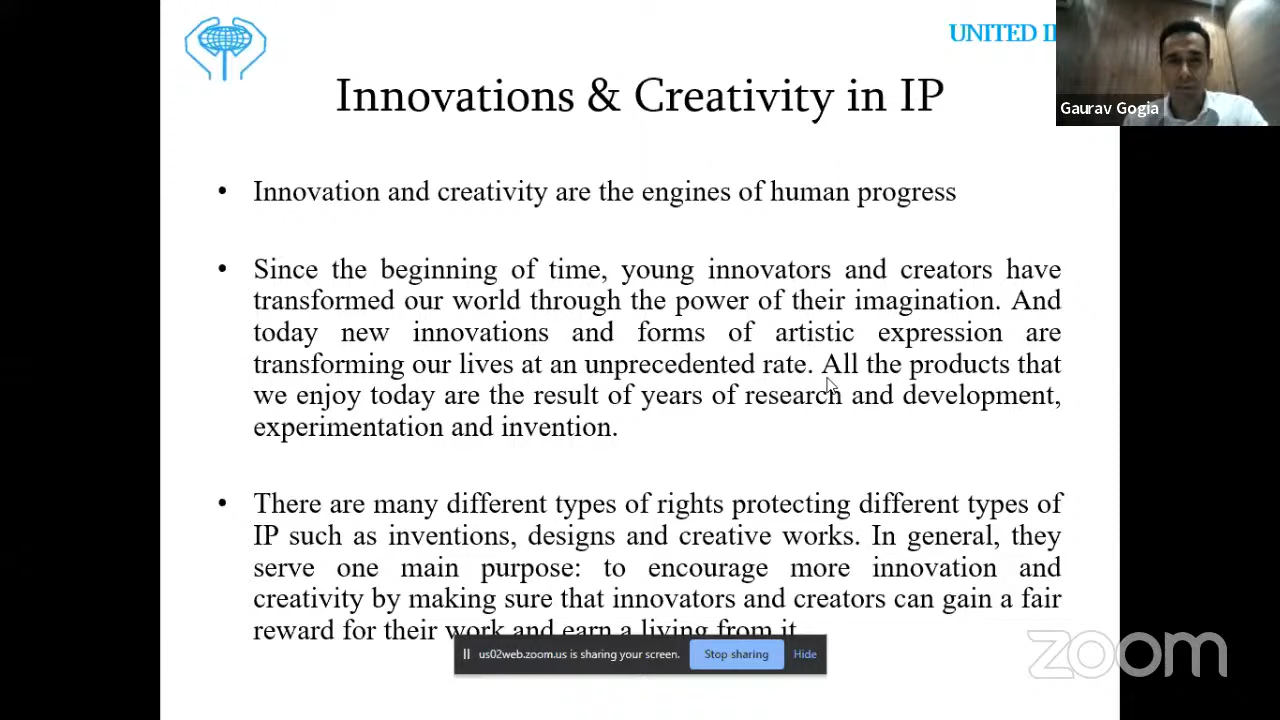 UNITED I
Gaurav Gogia
Innovations & Creativity in IP
• Innovation and creativity are the engines of human progress
• Since the beginning of time, young innovators and creators have
transformed our world through the power of their imagination. And
today new innovations and forms of artistic expression are
transforming our lives at an unprecedented rate. All the products that
we enjoy today are the result of years of research and development,
experimentation and invention.
• There are many different types of rights protecting different types of
IP such as inventions, designs and creative works. In general, they
serve one main purpose: to encourage more innovation and
creativity by making sure that innovators and creators can gain a fair
reward for their work and earn a living from it
us02web.zoom.us is sharing your screen.
Stop sharing
Hide
zoom